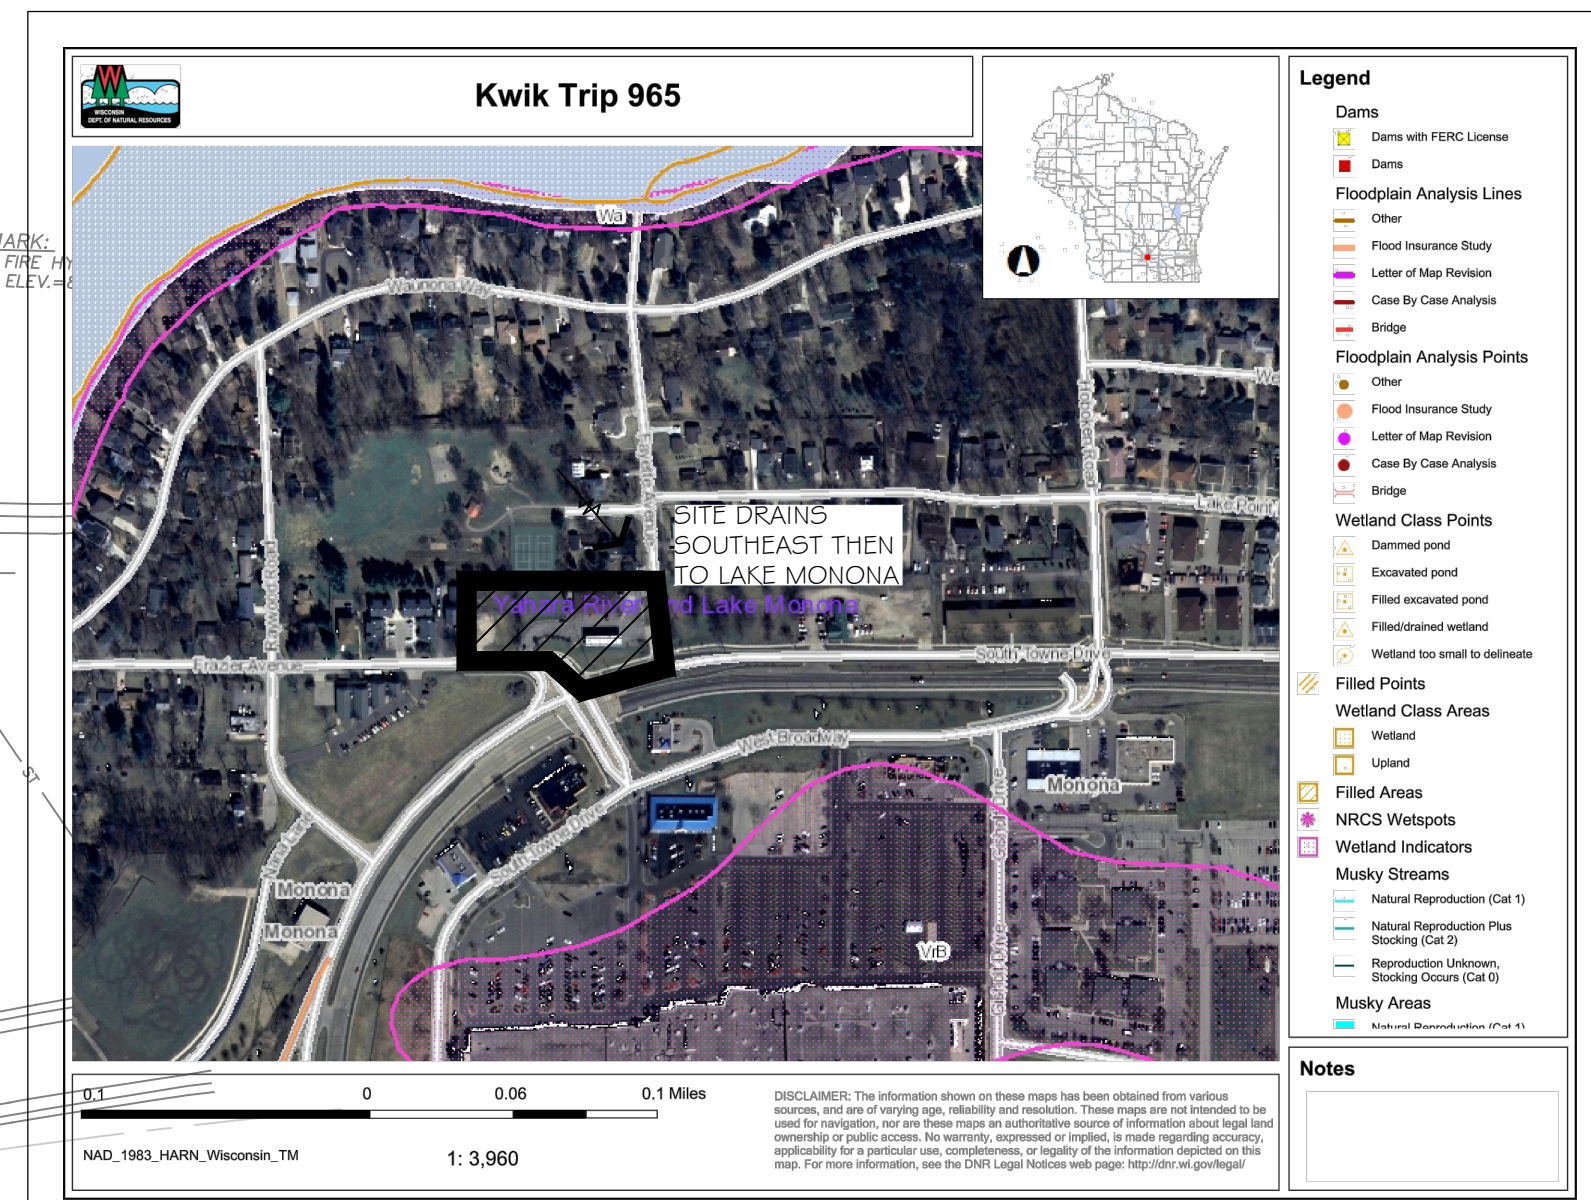 Kwik Trip 965
WISCONSIN
DEPT. OF NATURAL RESOURCES
Legend
Dams
Dams with FERC License
Dams
Floodplain Analysis Lines
Other
Flood Insurance Study
Letter of Map Revision
Case By Case Analysis
Bridge
Floodplain Analysis Points
Other
Flood Insurance Study
Letter of Map Revision
Case By Case Analysis
Bridge
Wetland Class Points
Dammed pond
Excavated pond
Filled excavated pond
Filled/drained wetland
Wetland too small to delineate
Filled Points
Wetland Class Areas
Wetland
Upland
Filled Areas
NRCS Wetspots
Wetland Indicators
Musky Streams
Natural Reproduction (Cat 1)
Natural Reproduction Plus
Stocking (Cat 2)
Reproduction Unknown,
Stocking Occurs (Cat 0)
Musky Areas
Natural Reproduction (Cat 1)
Notes
ARK:
FIRE HY
ELEV.=8
ST
Wa
Waunona Way
We
Lake Point
SITE DRAINS
SOUTHEAST THEN
TO LAKE MONONA
Yahara River nd Lake Monona
Frazier Avenue
South Towne Drive
West Broadway
South Towne Drive
Monona
Monona
Monona
VrB
Hoboken Road
0.1
0
0.06
0.1 Miles
NAD_1983_HARN_Wisconsin_TM
1: 3,960
DISCLAIMER: The information shown on these maps has been obtained from various
sources, and are of varying age, reliability and resolution. These maps are not intended to be
used for navigation, nor are these maps an authoritative source of information about legal land
ownership or public access. No warranty, expressed or implied, is made regarding accuracy,
applicability for a particular use, completeness, or legality of the information depicted on this
map. For more information, see the DNR Legal Notices web page: http://dnr.wi.gov/legal/